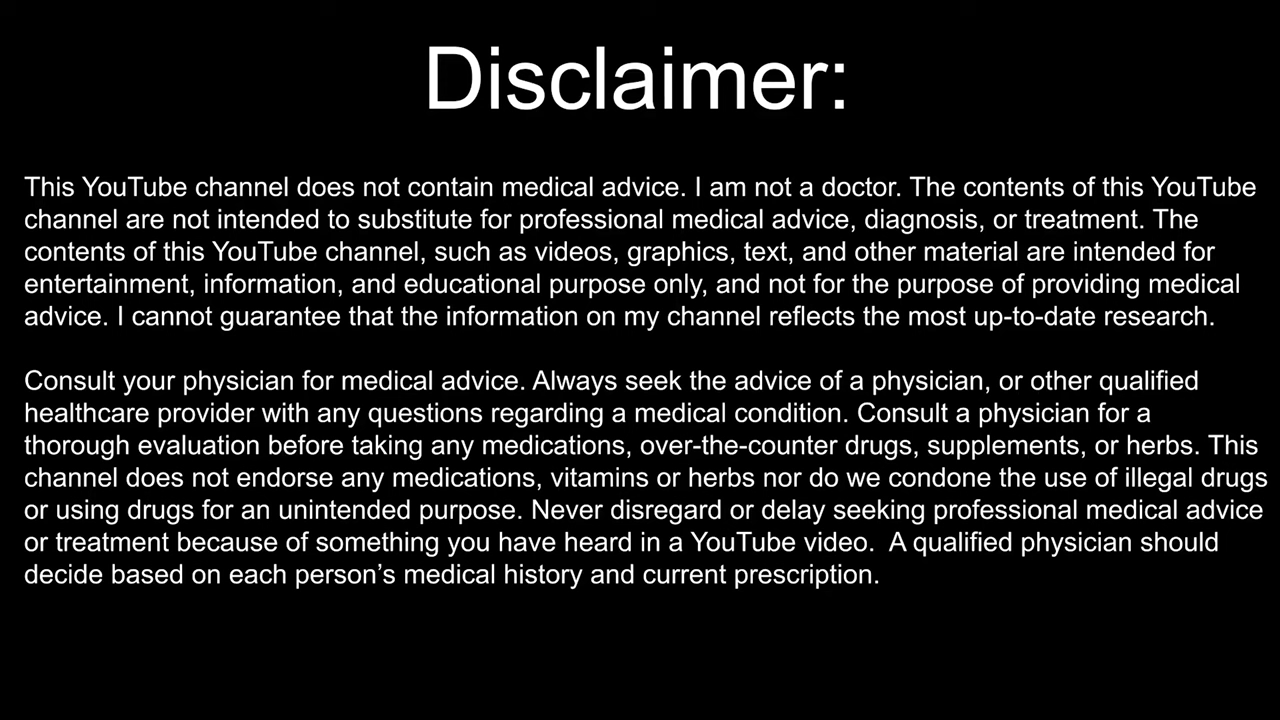 Disclaimer:
This YouTube channel does not contain medical advice. I am not a doctor. The contents of this YouTube
channel are not intended to substitute for professional medical advice, diagnosis, or treatment. The
contents of this YouTube channel, such as videos, graphics, text, and other material are intended for
entertainment, information, and educational purpose only, and not for the purpose of providing medical
advice. I cannot guarantee that the information on my channel reflects the most up-to-date research.
Consult your physician for medical advice. Always seek the advice of a physician, or other qualified
healthcare provider with any questions regarding a medical condition. Consult a physician for a
thorough evaluation before taking any medications, over-the-counter drugs, supplements, or herbs. This
channel does not endorse any medications, vitamins or herbs nor do we condone the use of illegal drugs
or using drugs for an unintended purpose. Never disregard or delay seeking professional medical advice
or treatment because of something you have heard in a YouTube video.  A qualified physician should
decide based on each person’s medical history and current prescription.